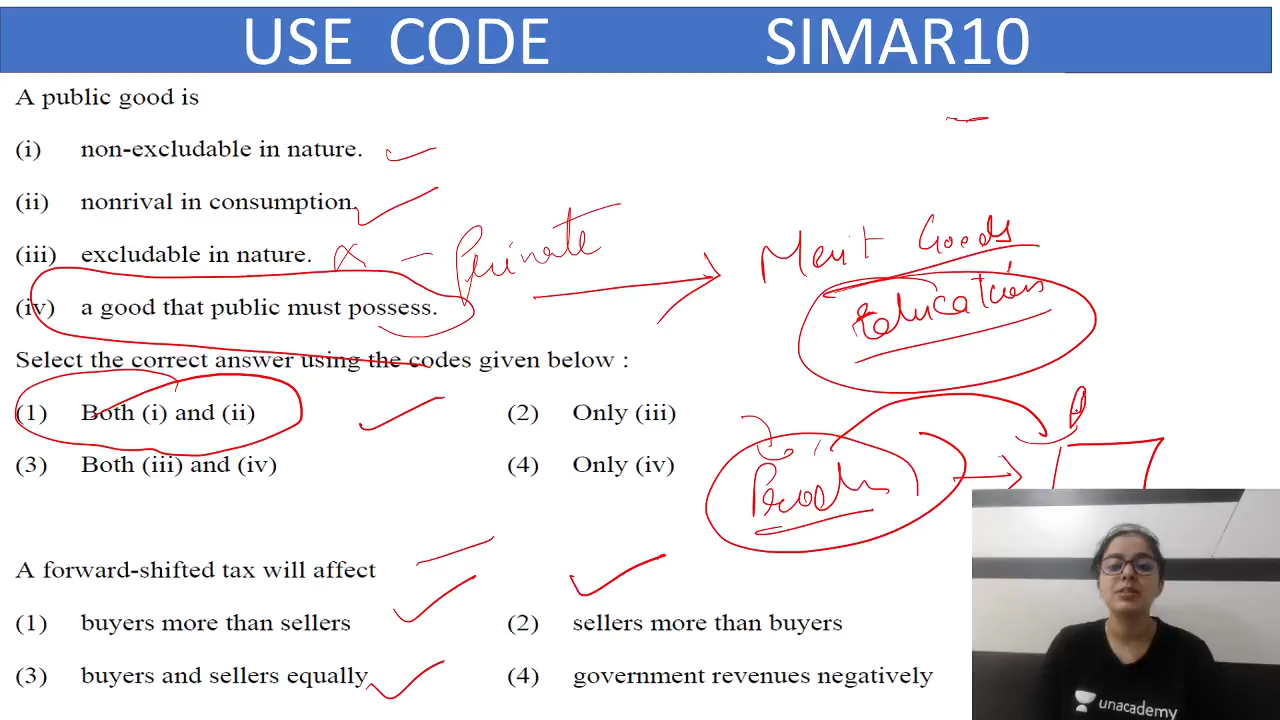 USE CODE SIMAR10
A public good is
(i) non-excludable in nature.
(ii) nonrival in consumption.
(iii) excludable in nature. x - Private
Merit Goods
Education
(iv) a good that public must possess.
Select the correct answer using the codes given below :
(1) Both (i) and (ii) (2) Only (iii)
(3) Both (iii) and (iv) (4) Only (iv)
A forward-shifted tax will affect
(1) buyers more than sellers (2) sellers more than buyers
(3) buyers and sellers equally (4) government revenues negatively
unacademy